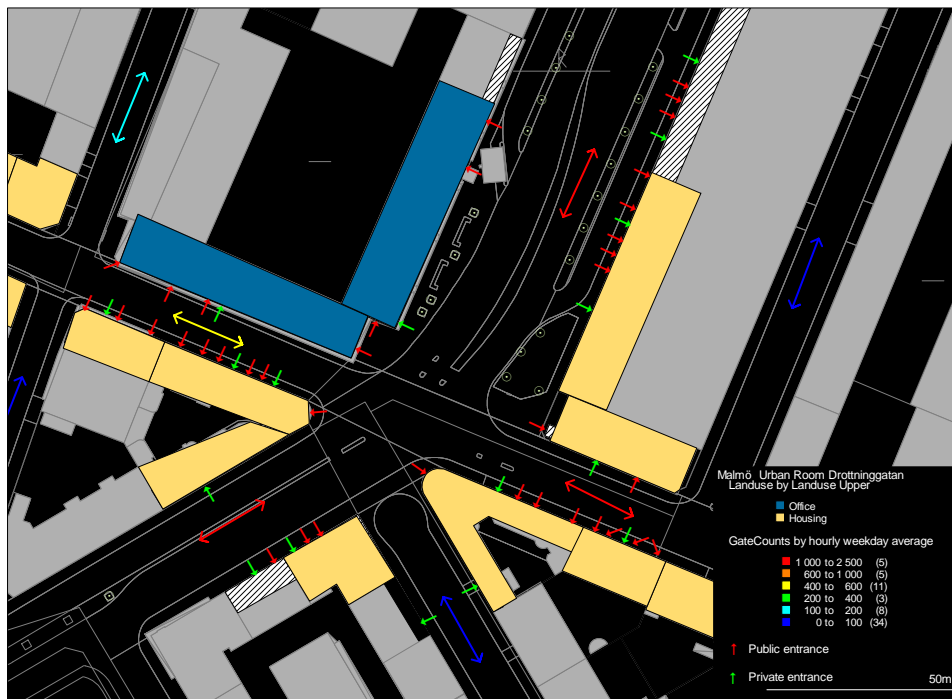 Malmö Urban Room Drottninggatan
Landuse by Landuse Upper
Office
Housing
GateCounts by hourly weekday average
1 000 to 2 500 (5)
600 to 1 000 (5)
400 to 600 (11)
200 to 400 (3)
100 to 200 (8)
0 to 100 (34)
Public entrance
Private entrance
50m